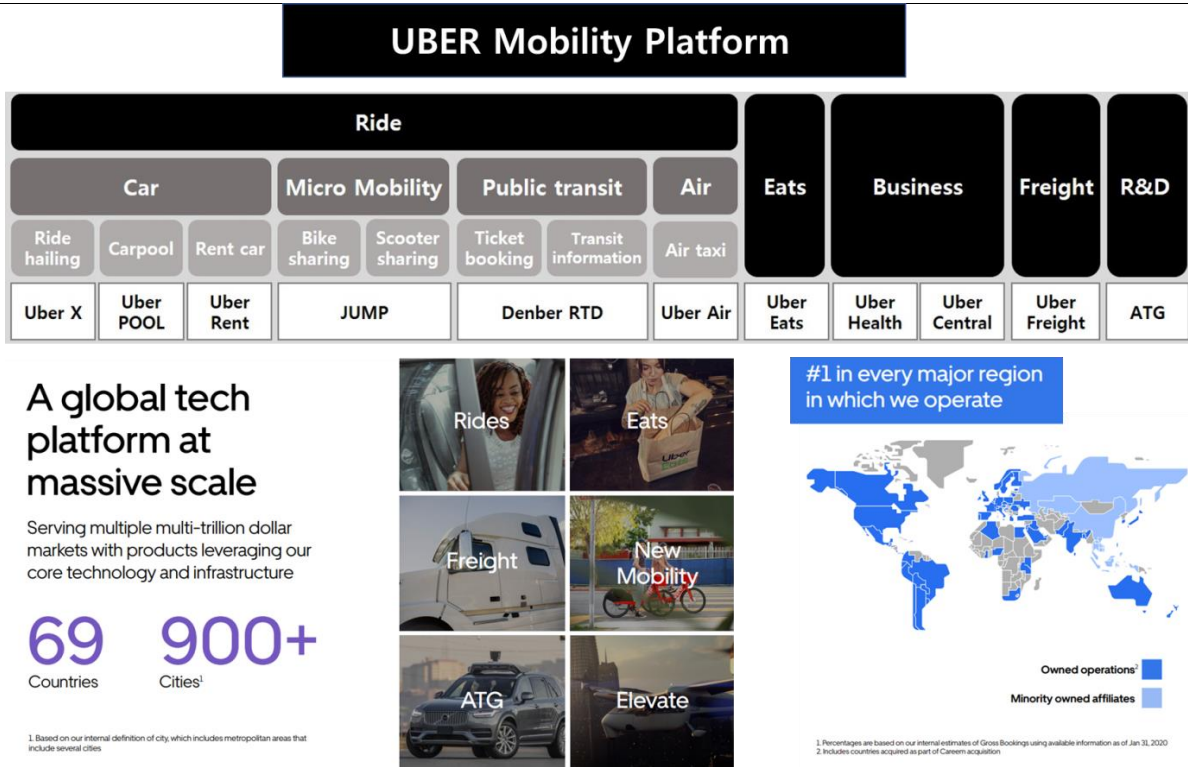 UBER Mobility Platform
Ride
Car
Micro Mobility
Public transit
Air
Eats
Business
Freight
R&D
Ride
hailing
Carpool
Rent car
Bike
sharing
Scooter
sharing
Ticket
booking
Transit
information
Air taxi
Uber X
Uber
POOL
Uber
Rent
JUMP
Denber RTD
Uber Air
Uber
Eats
Uber
Health
Uber
Central
Uber
Freight
ATG
A global tech
platform at
massive scale
Serving multiple multi-trillion dollar
markets with products leveraging our
core technology and infrastructure
69
Countries
900+
Cities¹
1. Based on our internal definition of city, which includes metropolitan areas that
include several cities
Rides
Eats
Uber
Eats
Freight
New
Mobility
ATG
Elevate
#1 in every major region
in which we operate
Owned operations²
Minority owned affiliates
1. Percentages are based on our internal estimates of Gross Bookings using available information as of Jan 31, 2020
2. Includes countries acquired as part of Careem acquisition